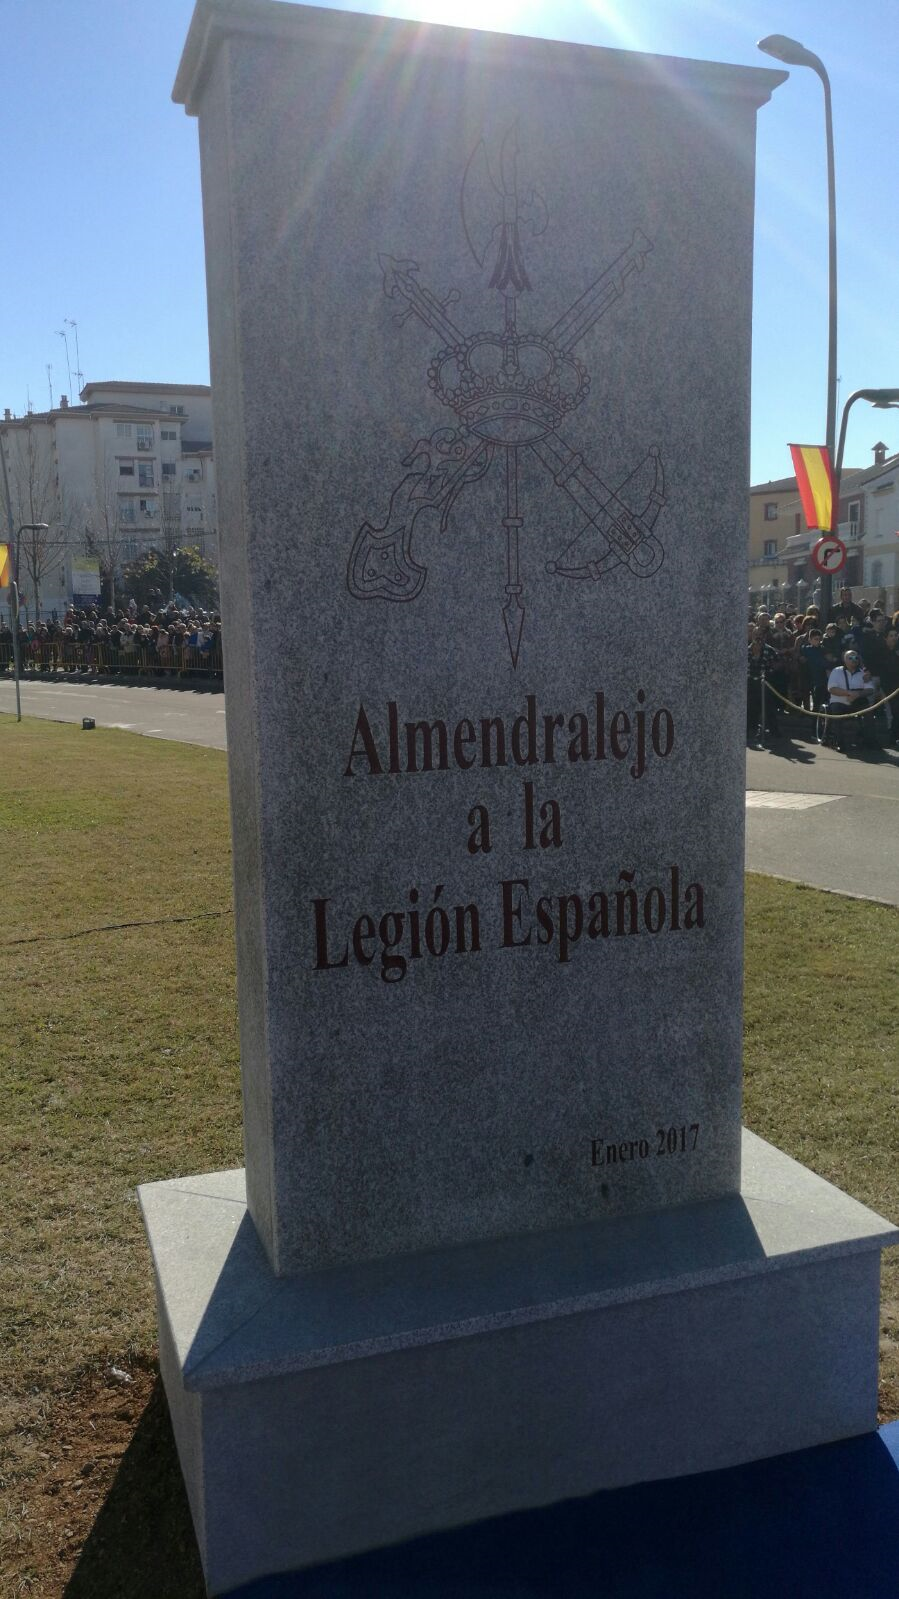 Almendralejo
a la
Legión Española
Enero 2017